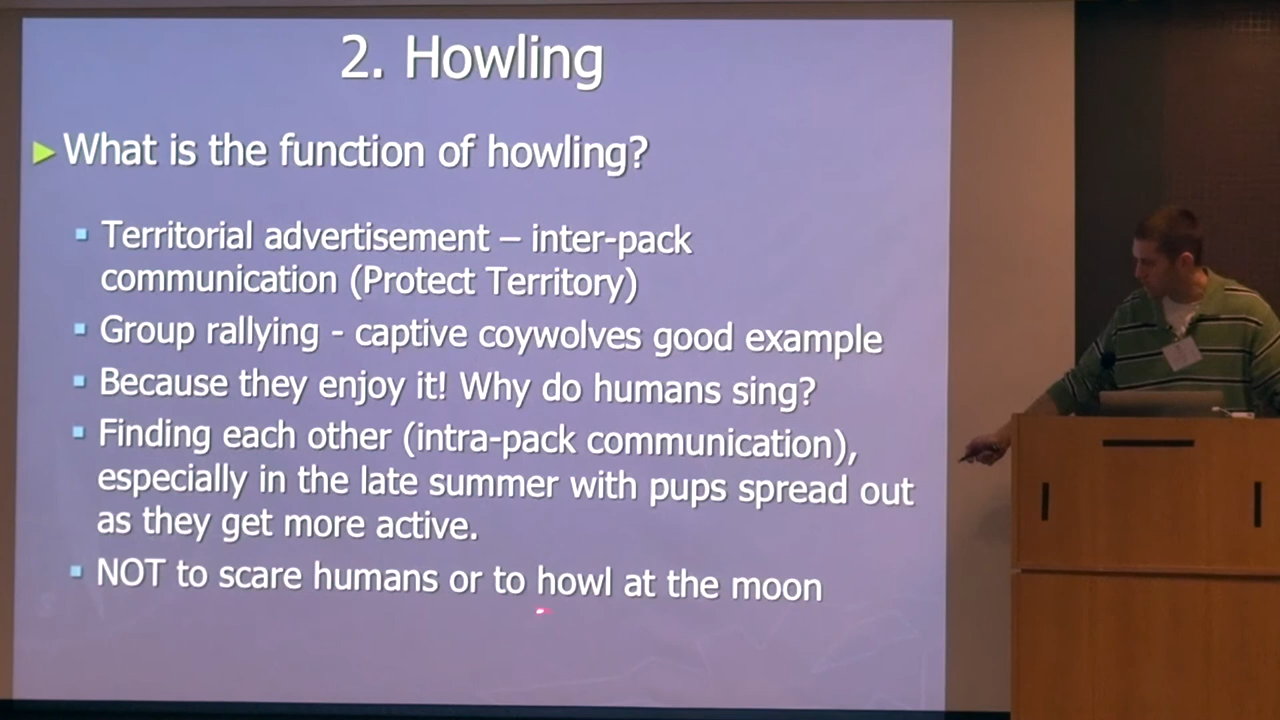 2. Howling
What is the function of howling?
Territorial advertisement – inter-pack
communication (Protect Territory)
Group rallying - captive coywolves good example
Because they enjoy it! Why do humans sing?
Finding each other (intra-pack communication),
especially in the late summer with pups spread out
as they get more active.
NOT to scare humans or to howl at the moon